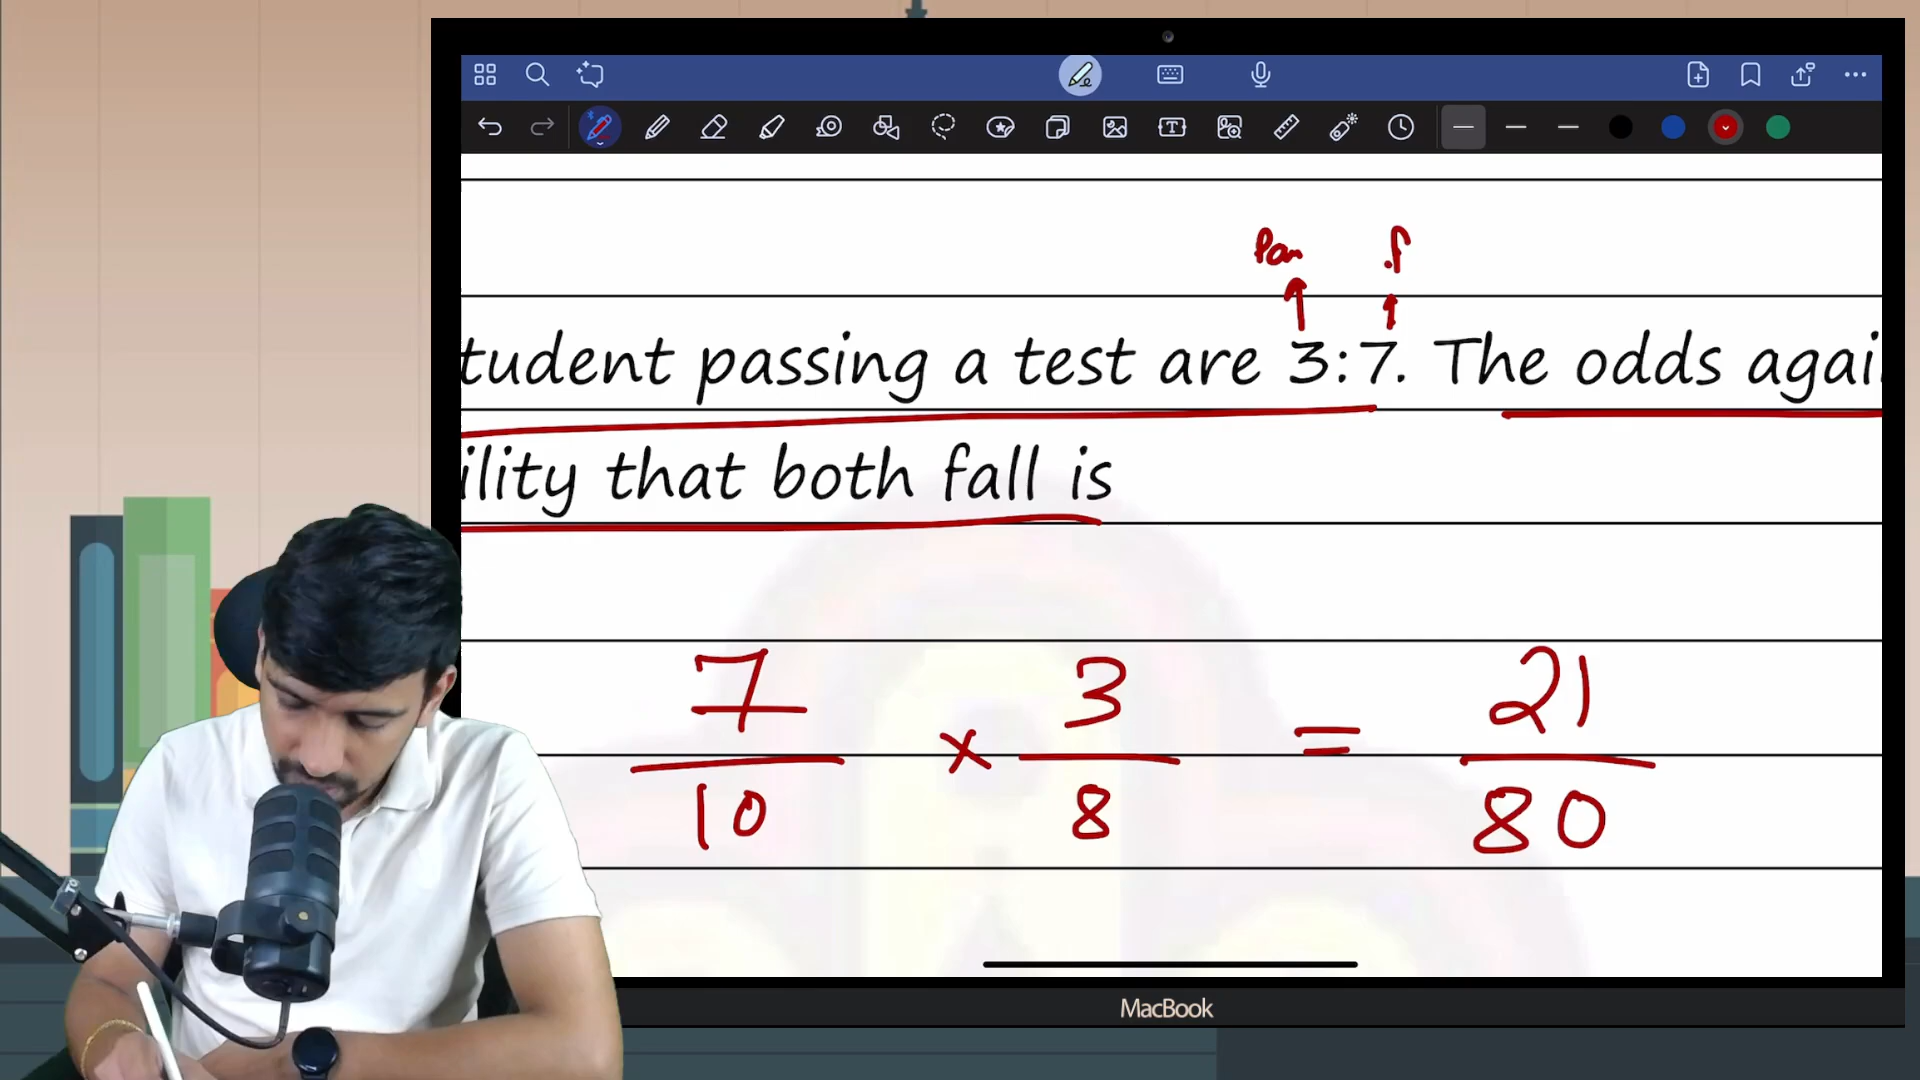 Pass f
tudent passing a test are 3:7. The odds agai
ility that both fall is
7/10 × 3/8 = 21/80
MacBook